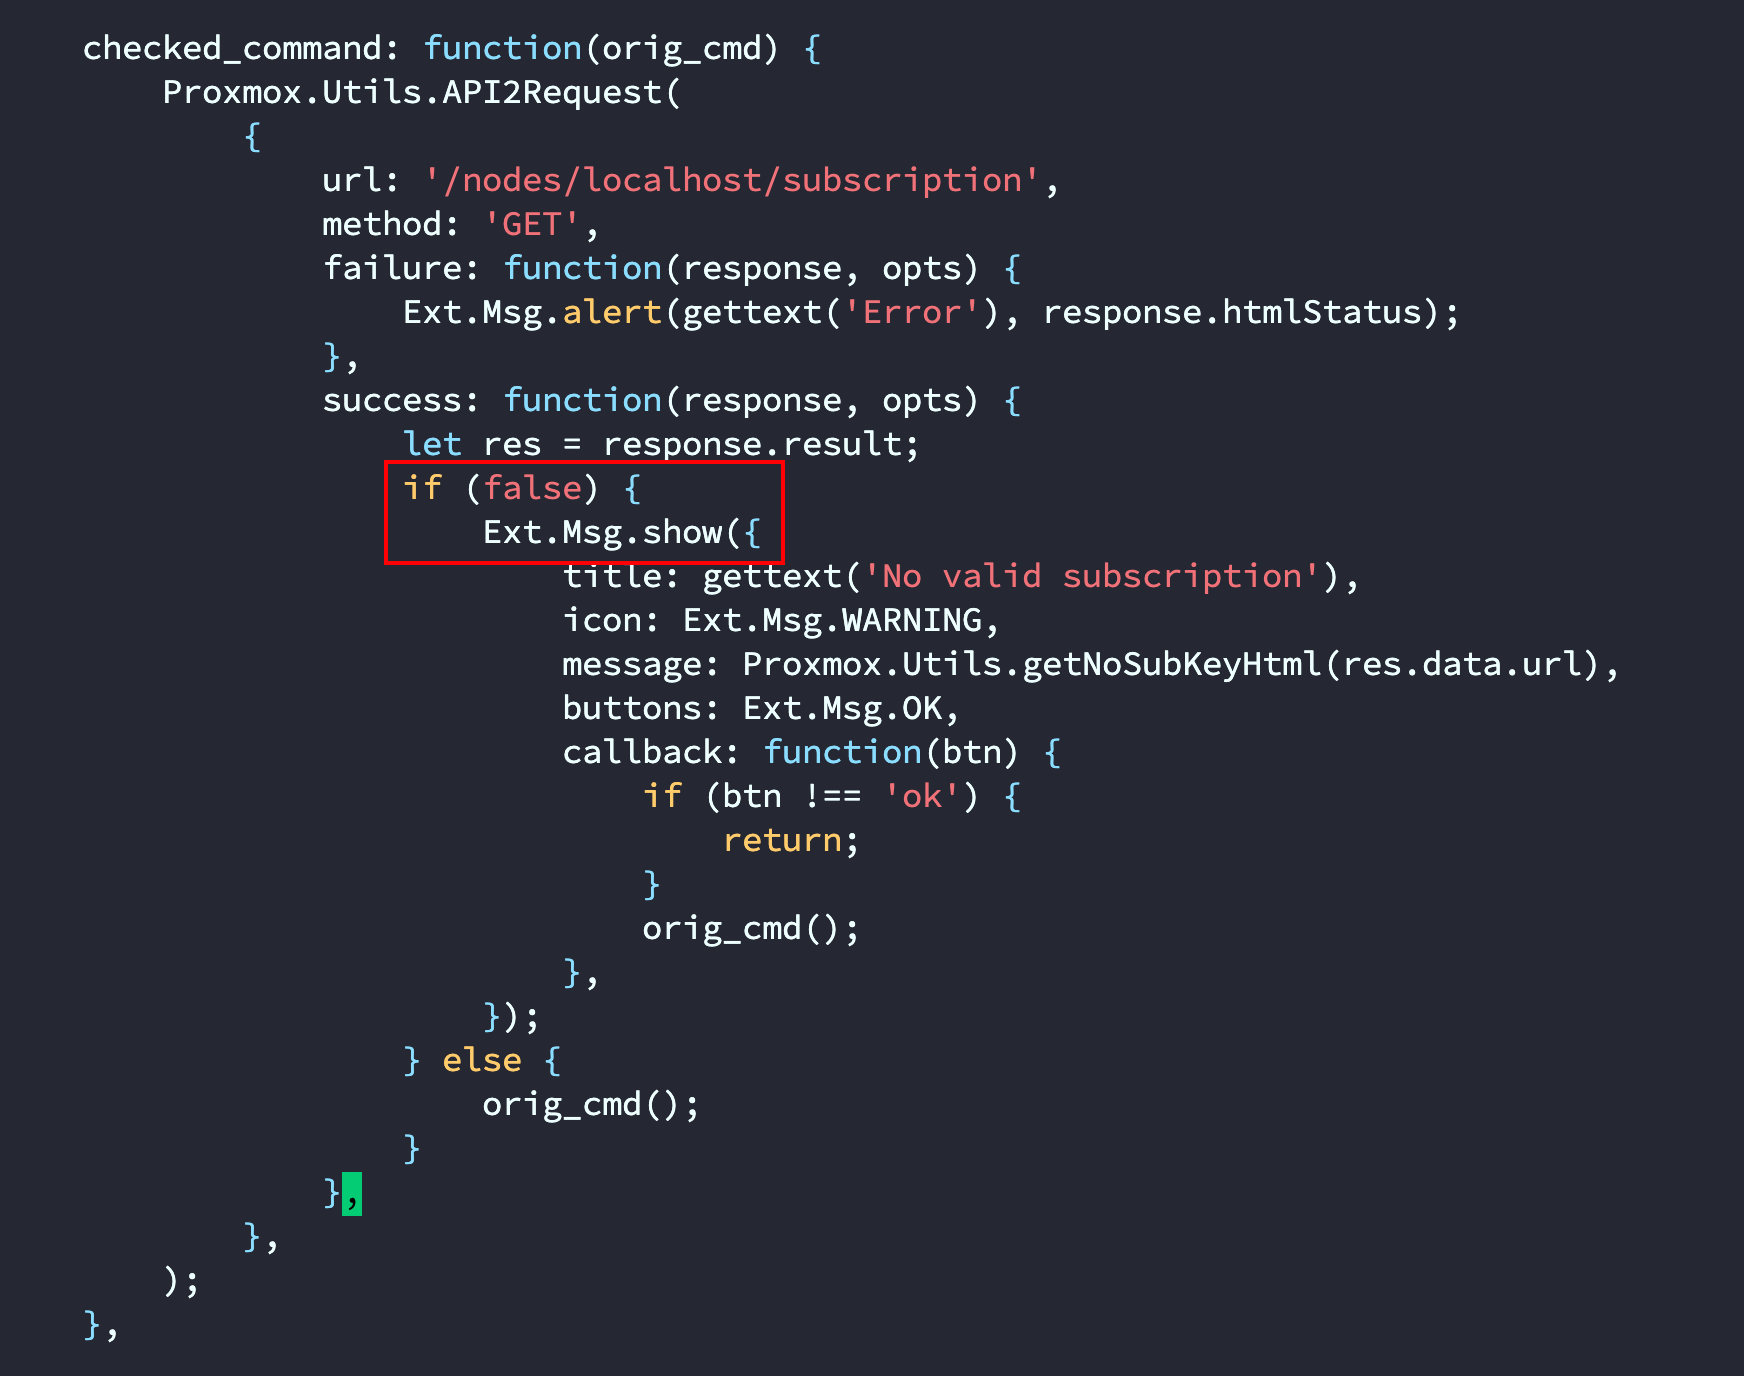 checked_command: function(orig_cmd) {
    Proxmox.Utils.API2Request(
        {
            url: '/nodes/localhost/subscription',
            method: 'GET',
            failure: function(response, opts) {
                Ext.Msg.alert(gettext('Error'), response.htmlStatus);
            },
            success: function(response, opts) {
                let res = response.result;
                if (false) {
                    Ext.Msg.show({
                        title: gettext('No valid subscription'),
                        icon: Ext.Msg.WARNING,
                        message: Proxmox.Utils.getNoSubKeyHtml(res.data.url),
                        buttons: Ext.Msg.OK,
                        callback: function(btn) {
                            if (btn !== 'ok') {
                                return;
                            }
                            orig_cmd();
                        },
                    });
                } else {
                    orig_cmd();
                }
            },
        },
    );
},